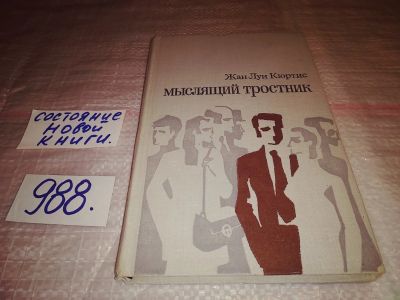 состояние
новой
книги.
988.
Жан Луи Кюртис
мыслящий тростник